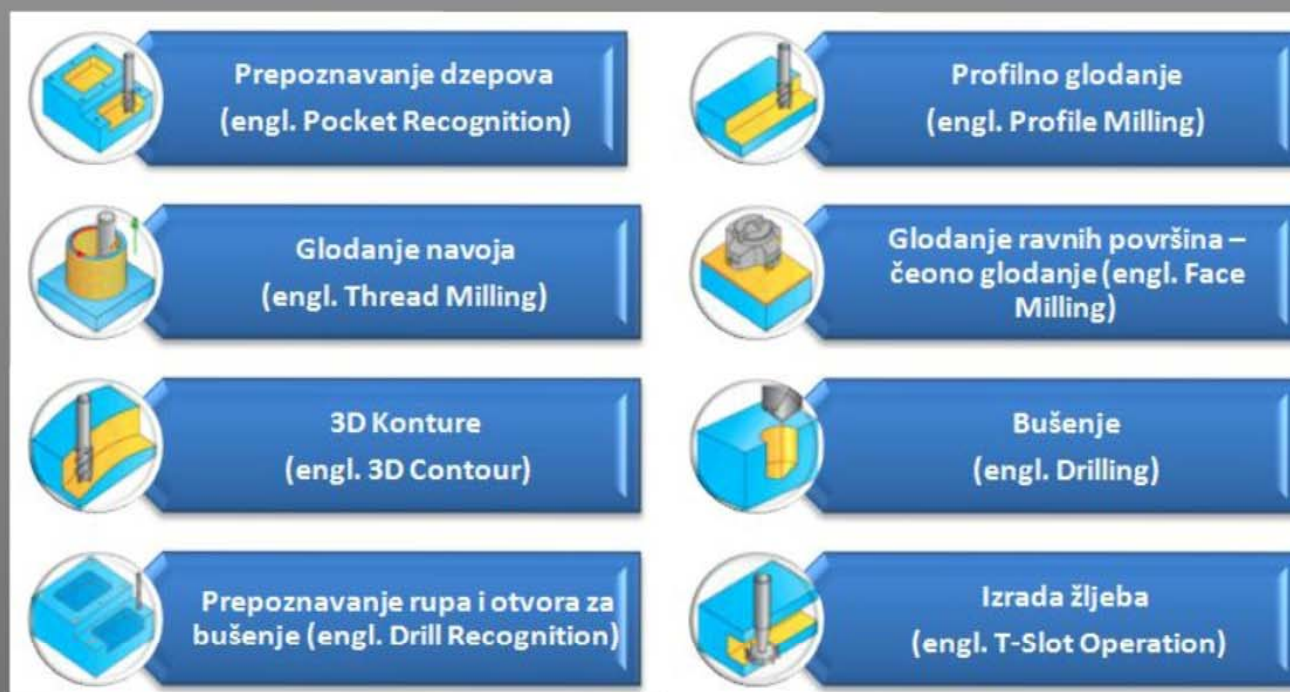 Prepoznavanje dzepova
(engl. Pocket Recognition)
Profilno glodanje
(engl. Profile Milling)
Glodanje navoja
(engl. Thread Milling)
Glodanje ravnih površina –
čeono glodanje (engl. Face
Milling)
3D Konture
(engl. 3D Contour)
Bušenje
(engl. Drilling)
Prepoznavanje rupa i otvora za
bušenje (engl. Drill Recognition)
Izrada žljeba
(engl. T-Slot Operation)